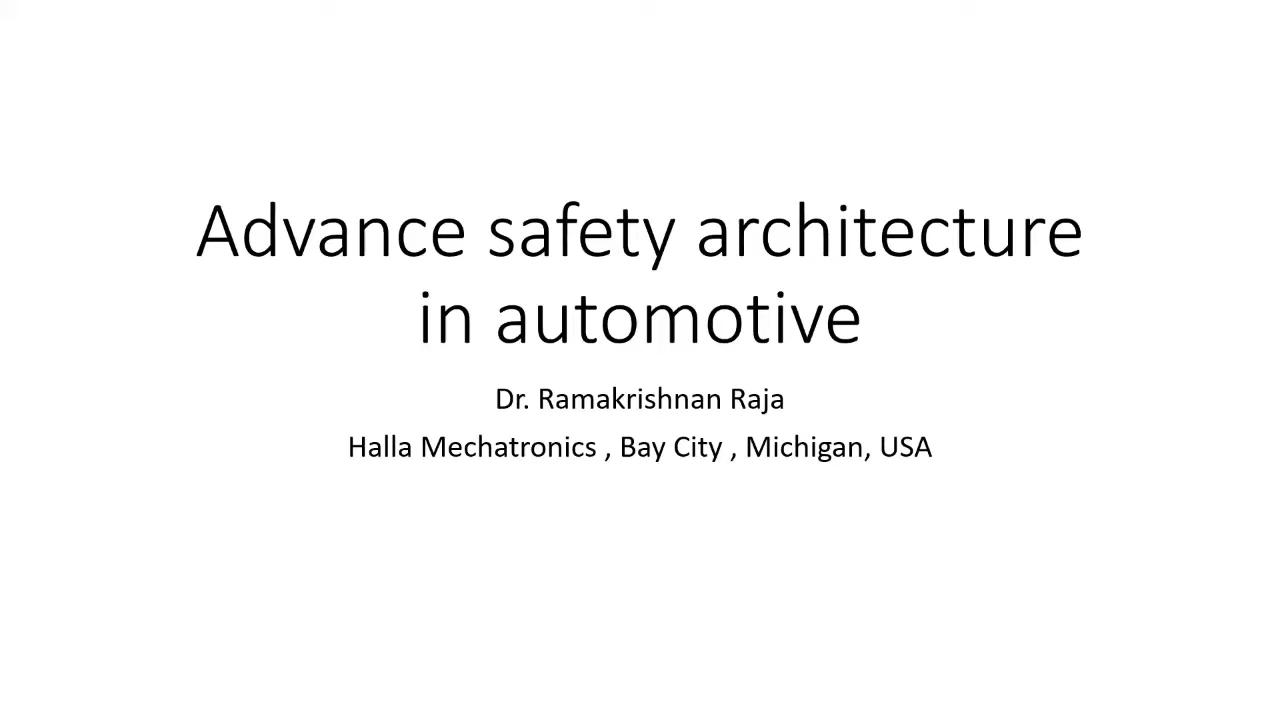 Advance safety architecture
in automotive
Dr. Ramakrishnan Raja
Halla Mechatronics , Bay City , Michigan, USA